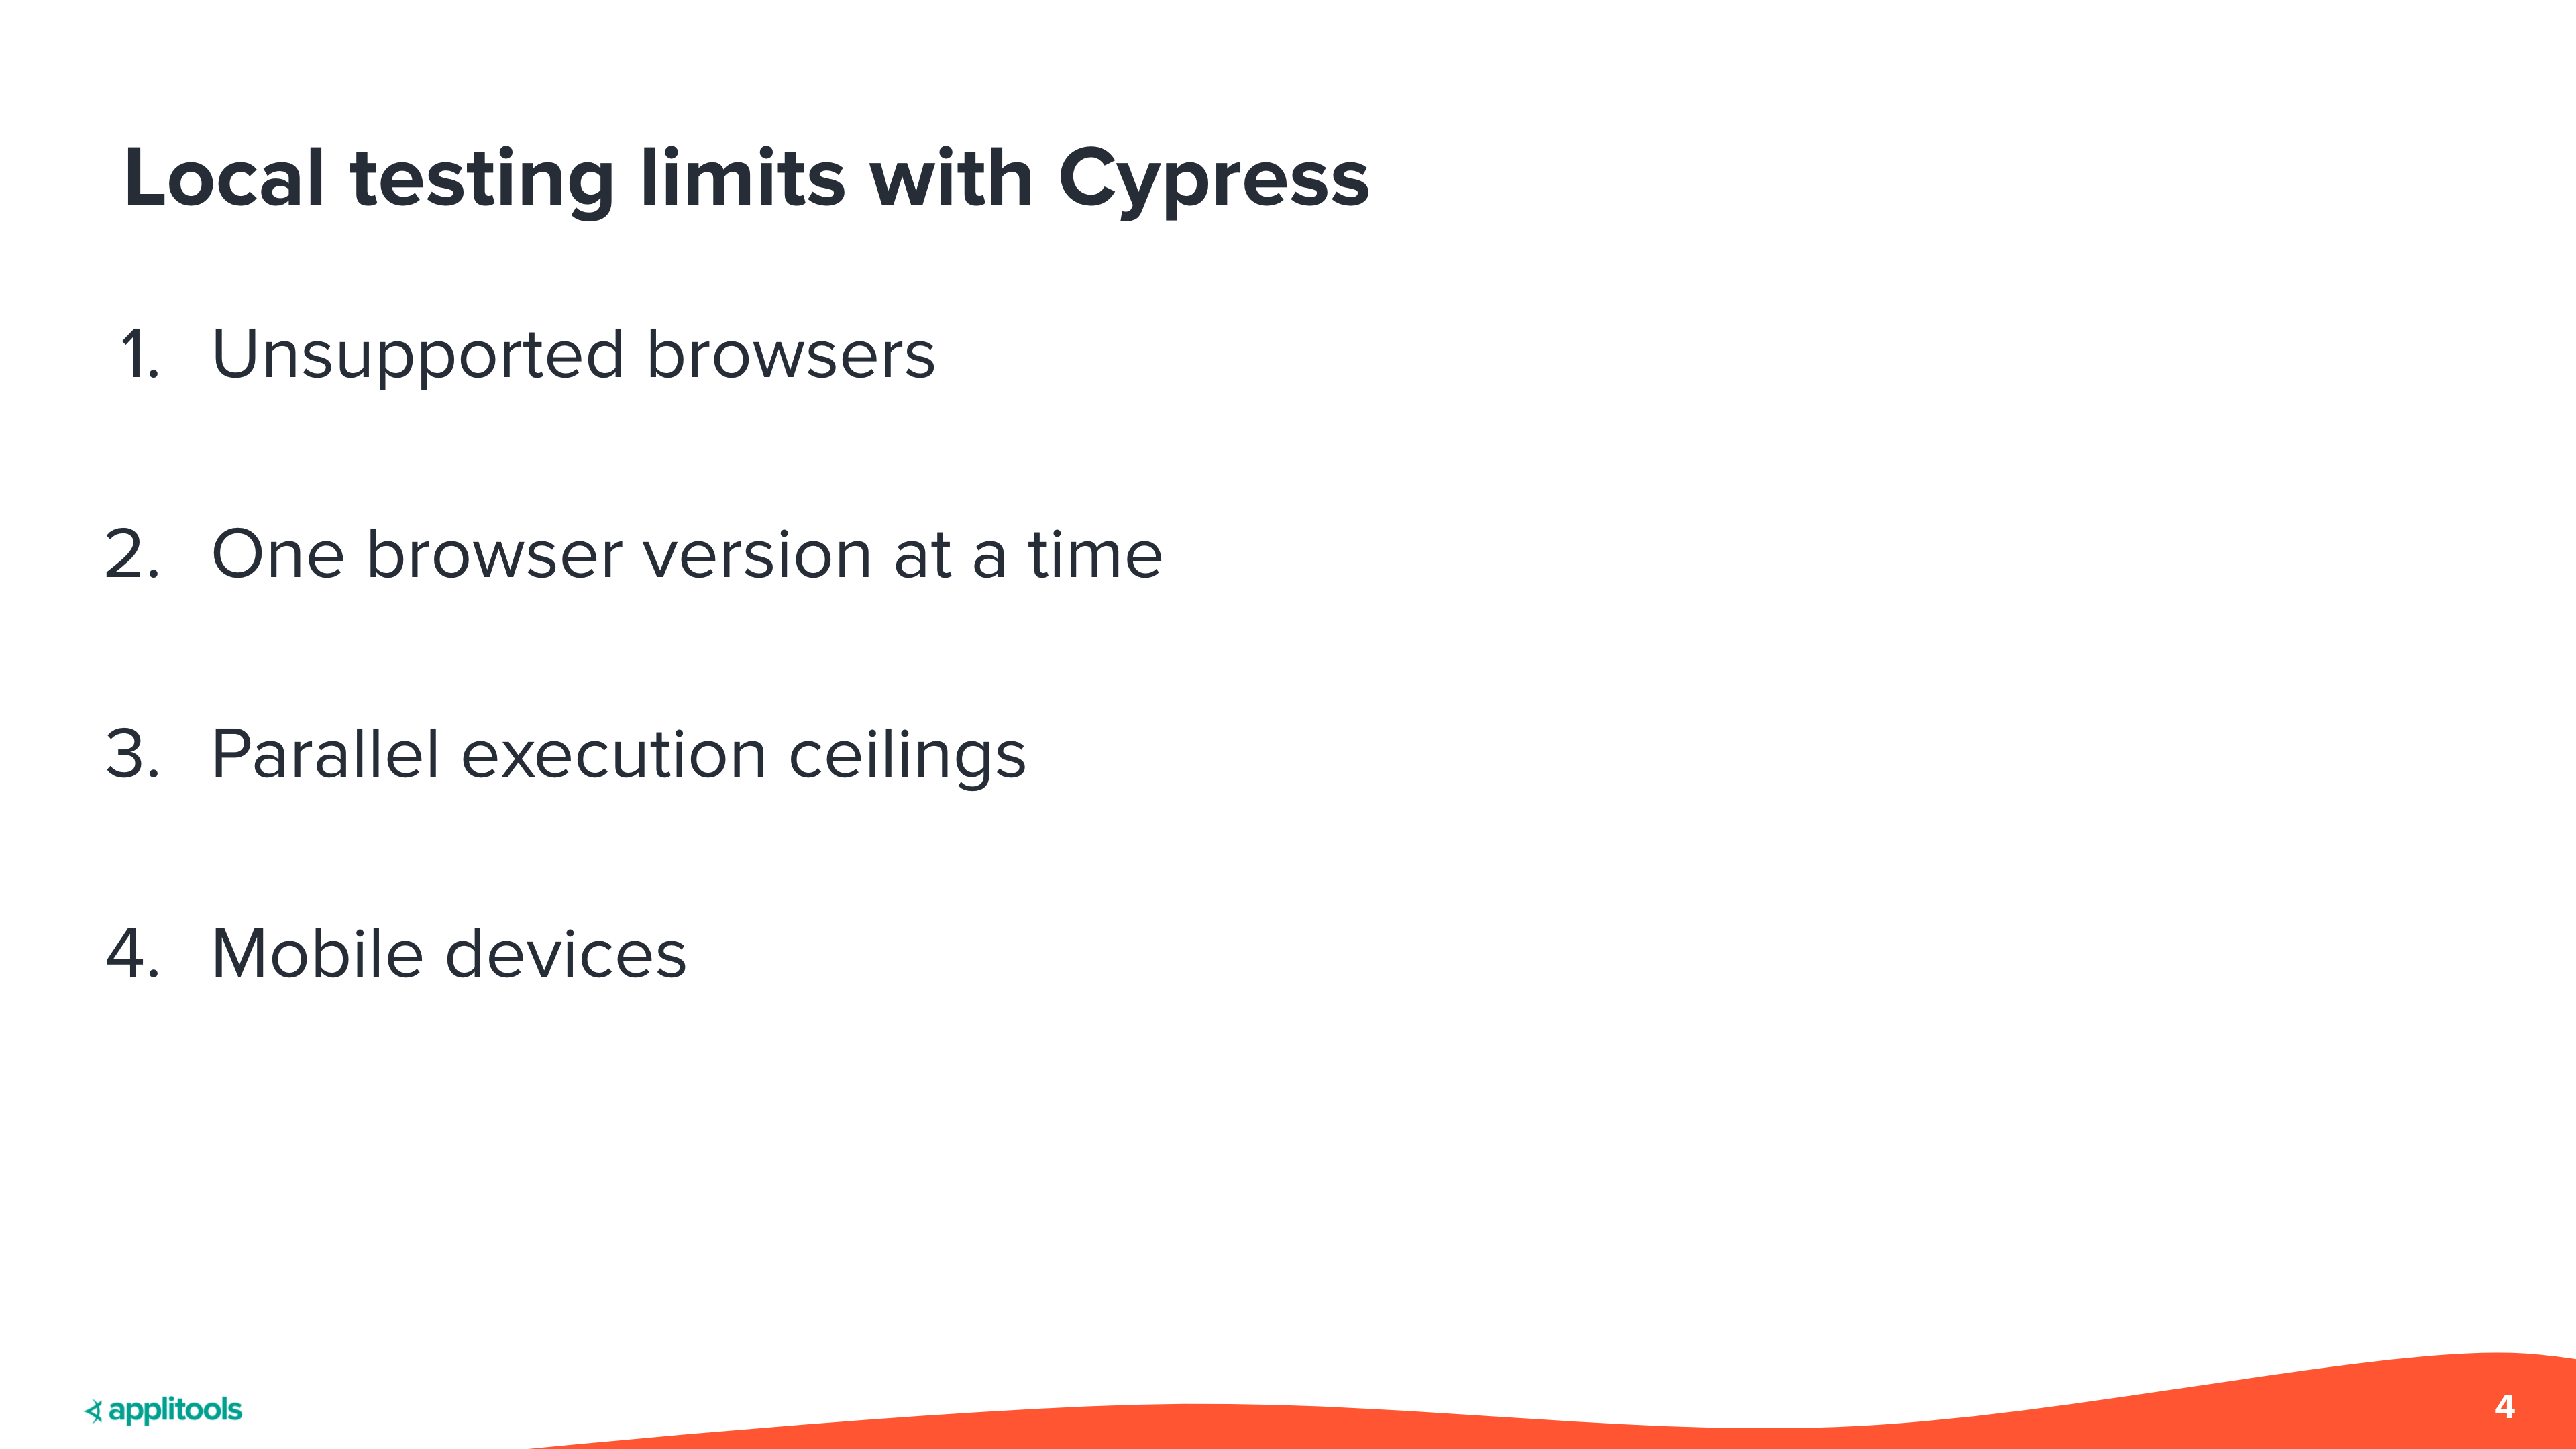 Local testing limits with Cypress
1. Unsupported browsers
2. One browser version at a time
3. Parallel execution ceilings
4. Mobile devices
applitools
4